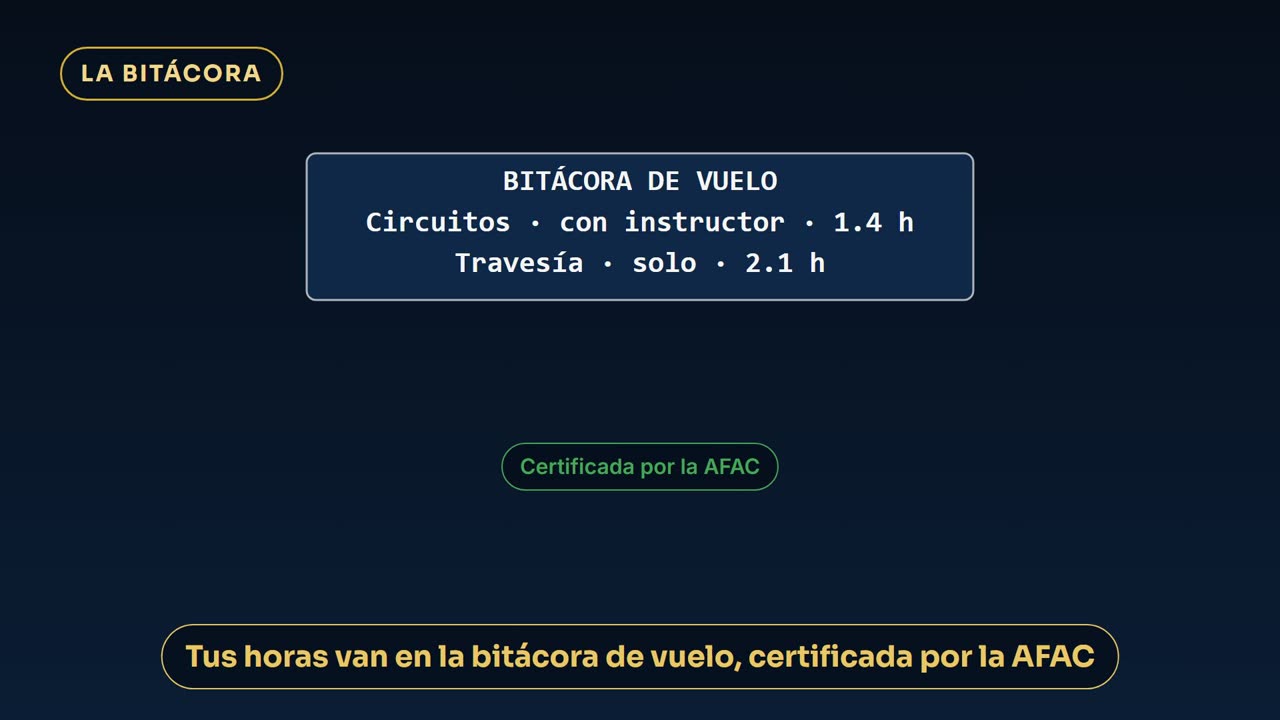 LA BITÁCORA
BITÁCORA DE VUELO
Circuitos · con instructor · 1.4 h
Travesía · solo · 2.1 h
Certificada por la AFAC
Tus horas van en la bitácora de vuelo, certificada por la AFAC